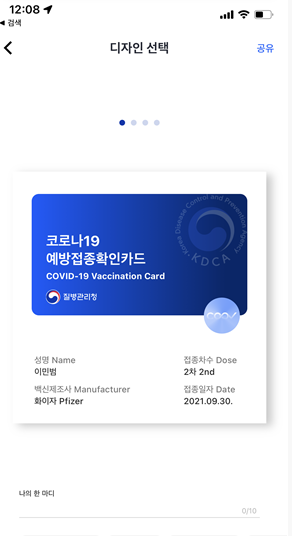 12:08
검색
디자인 선택
공유
Korea Disease Control and Prevention Agency
KDCA
코로나19
예방접종확인카드
COVID-19 Vaccination Card
질병관리청
COOV
성명 Name
이민범
접종차수 Dose
2차 2nd
백신제조사 Manufacturer
화이자 Pfizer
접종일자 Date
2021.09.30.
나의 한 마디
0/10